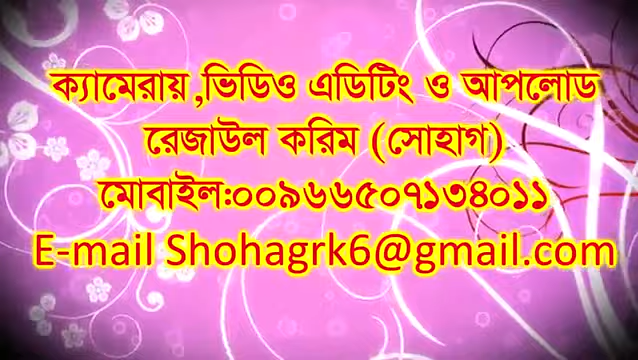 ক্যামেরায়,ভিডিও এডিটিং ও আপলোড
রেজাউল করিম (সোহাগ)
মোবাইল:০০৯৬৬৫০৭১৩৪০১১
E-mail Shohagrk6@gmail.com